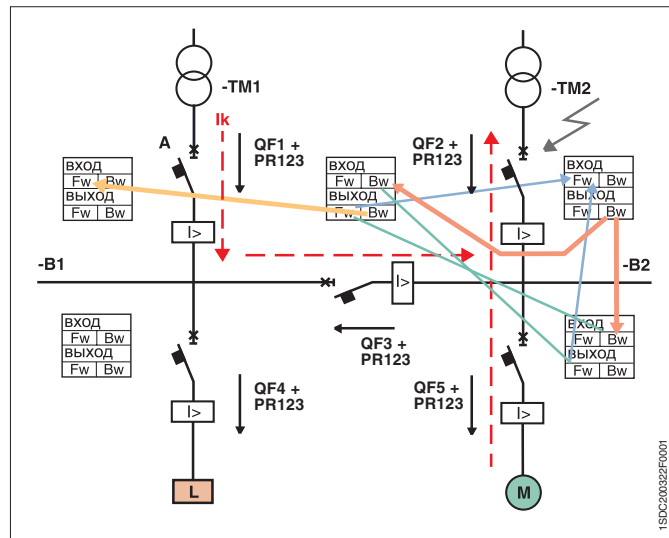 -TM1
-TM2
Ik
A
QF1 +
PR123
QF2 +
PR123
вход
Fw Bw
выход
Fw Bw
вход
Fw Bw
выход
Fw Bw
вход
Fw Bw
выход
Fw Bw
I>
I>
-B1
I>
-B2
вход
Fw Bw
выход
Fw Bw
QF3 +
PR123
вход
Fw Bw
выход
Fw Bw
QF4 +
PR123
QF5 +
PR123
I>
I>
L
M
1SDC200322F0001